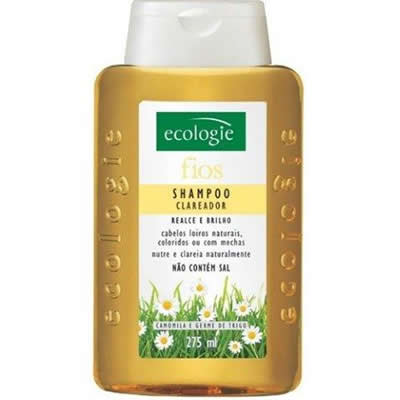 ecologie
fios
SHAMPOO
CLAREADOR
REALCE E BRILHO
cabelos loiros naturais,
coloridos ou com mechas
nutre e clareia naturalmente
NÃO CONTÉM SAL
CAMOMILA E GERME DE TRIGO
275 ml
ecologie
ecologie